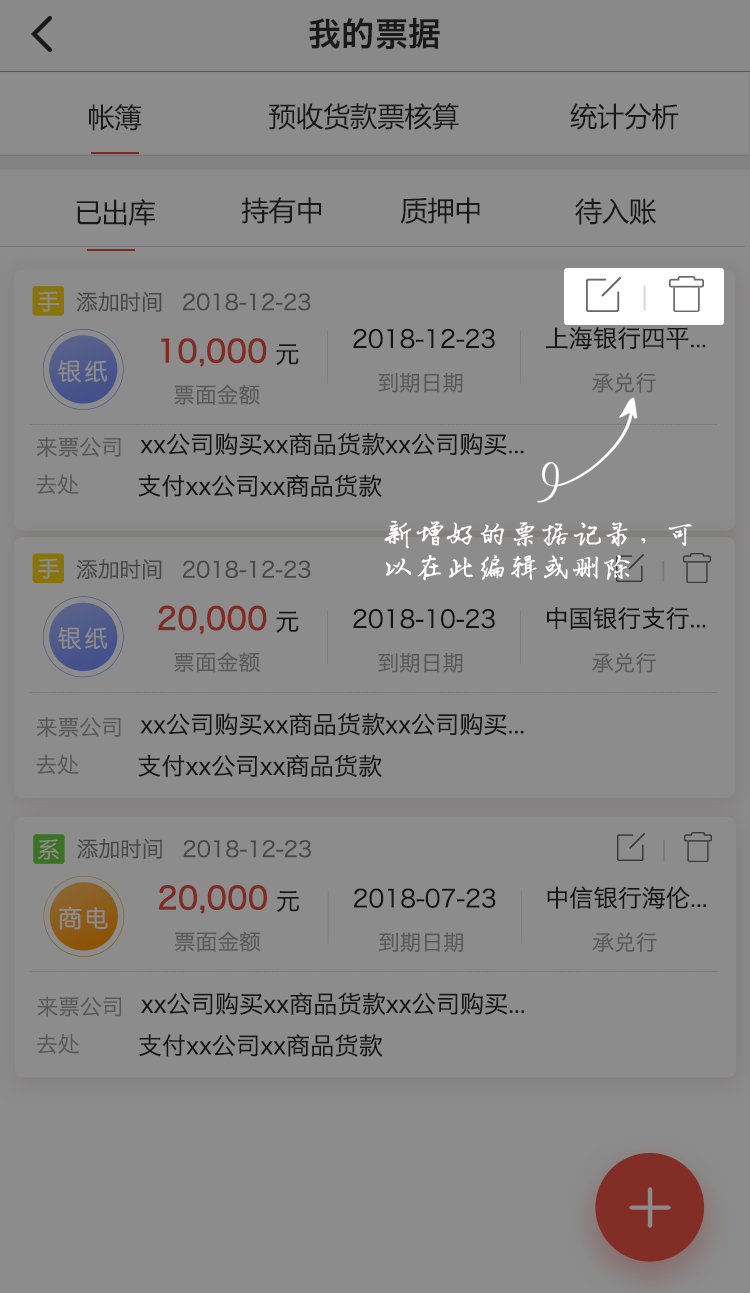 我的票据
帐簿 预收货款票核算 统计分析
已出库 持有中 质押中 待入账
手 添加时间 2018-12-23
银纸 10,000 元 2018-12-23 上海银行四平...
票面金额 到期日期 承兑行
来票公司 xx公司购买xx商品货款xx公司购买...
去处 支付xx公司xx商品货款
新增好的票据记录，可
以在此编辑或删除
手 添加时间 2018-12-23
银纸 20,000 元 2018-10-23 中国银行支行...
票面金额 到期日期 承兑行
来票公司 xx公司购买xx商品货款xx公司购买...
去处 支付xx公司xx商品货款
系 添加时间 2018-12-23
商电 20,000 元 2018-07-23 中信银行海伦...
票面金额 到期日期 承兑行
来票公司 xx公司购买xx商品货款xx公司购买...
去处 支付xx公司xx商品货款